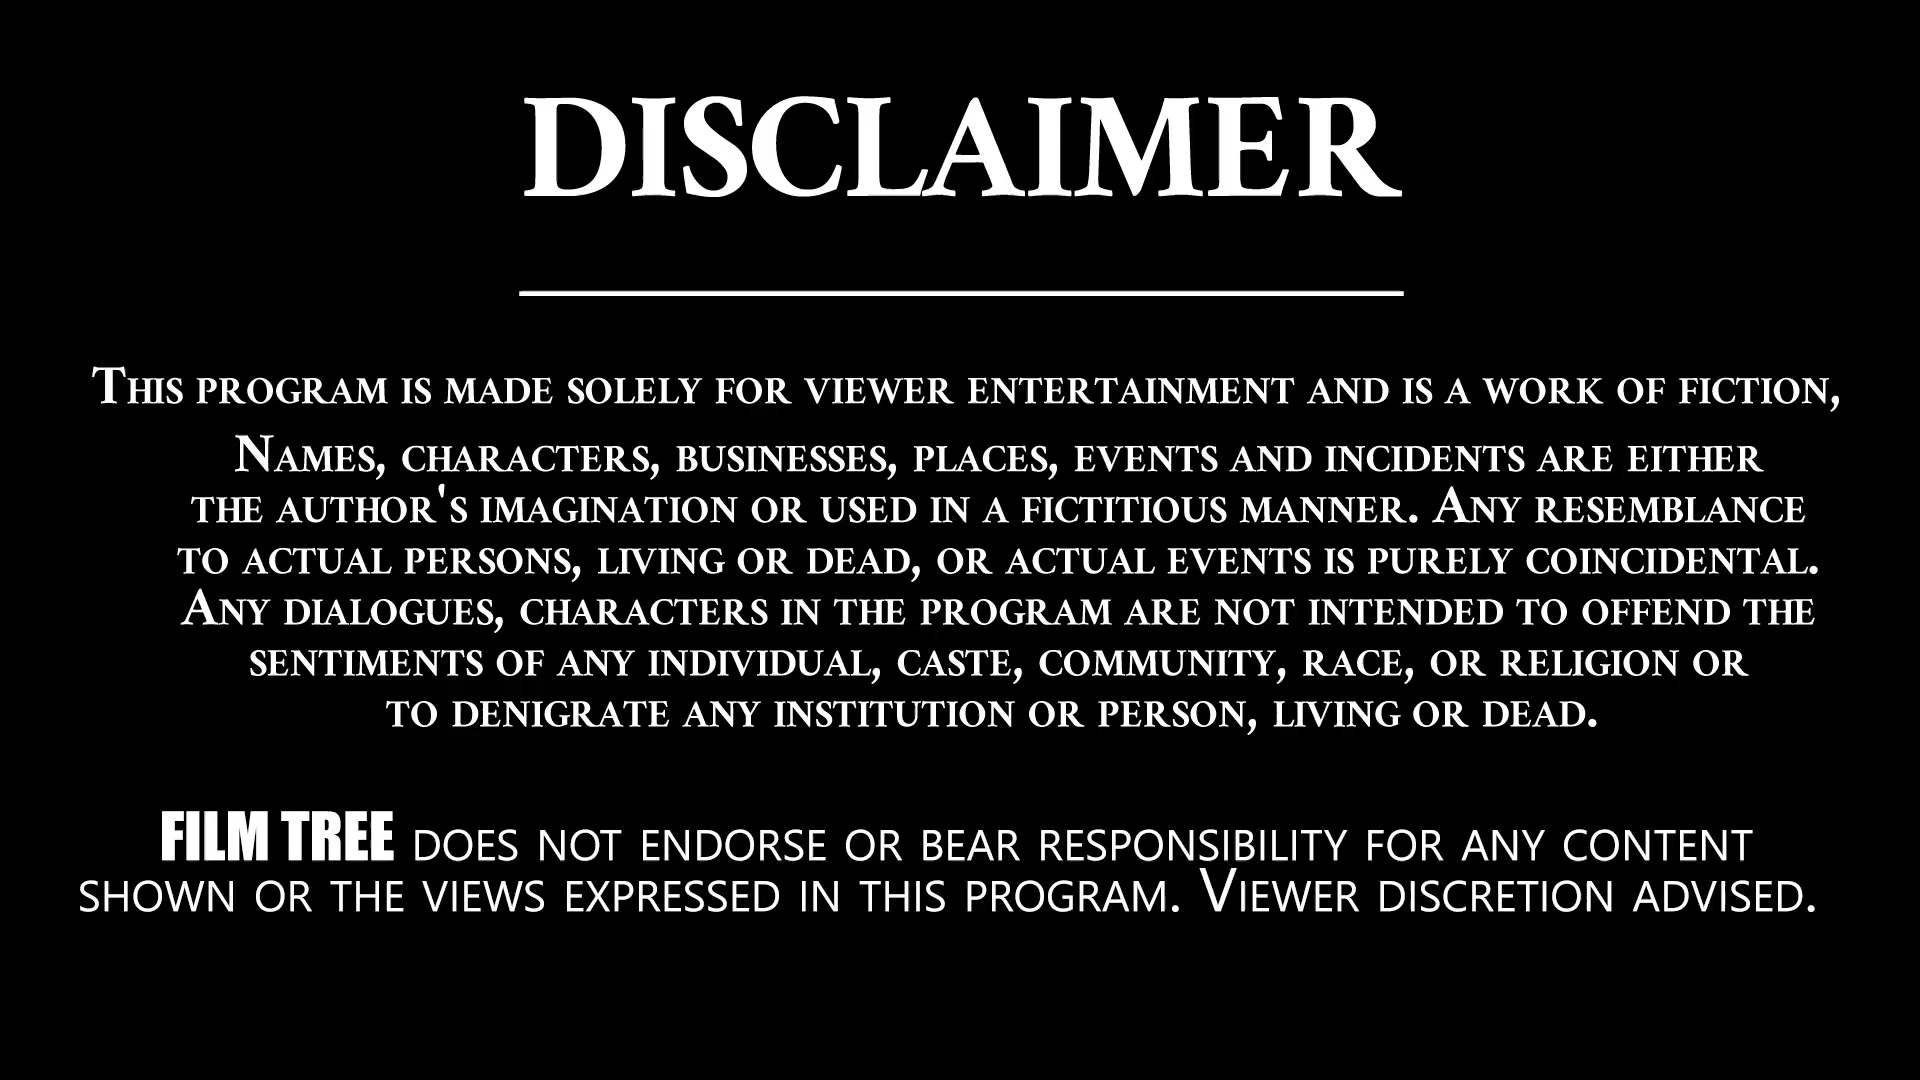 DISCLAIMER
This program is made solely for viewer entertainment and is a work of fiction,
Names, characters, businesses, places, events and incidents are either
the author's imagination or used in a fictitious manner. Any resemblance
to actual persons, living or dead, or actual events is purely coincidental.
Any dialogues, characters in the program are not intended to offend the
sentiments of any individual, caste, community, race, or religion or
to denigrate any institution or person, living or dead.
FILM TREE does not endorse or bear responsibility for any content
shown or the views expressed in this program. Viewer discretion advised.